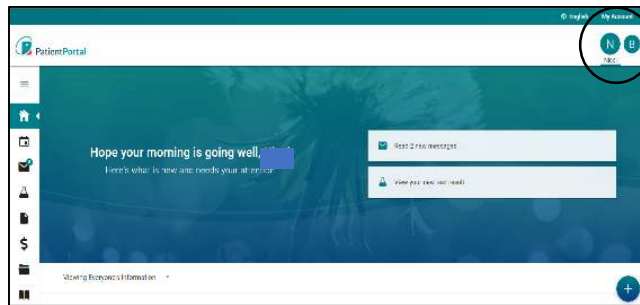 English My Account
PatientPortal
N B
Hope your morning is going well,
Here's what is new and needs your attention
Read 2 new messages
View your new test result
Viewing Everyone's Information